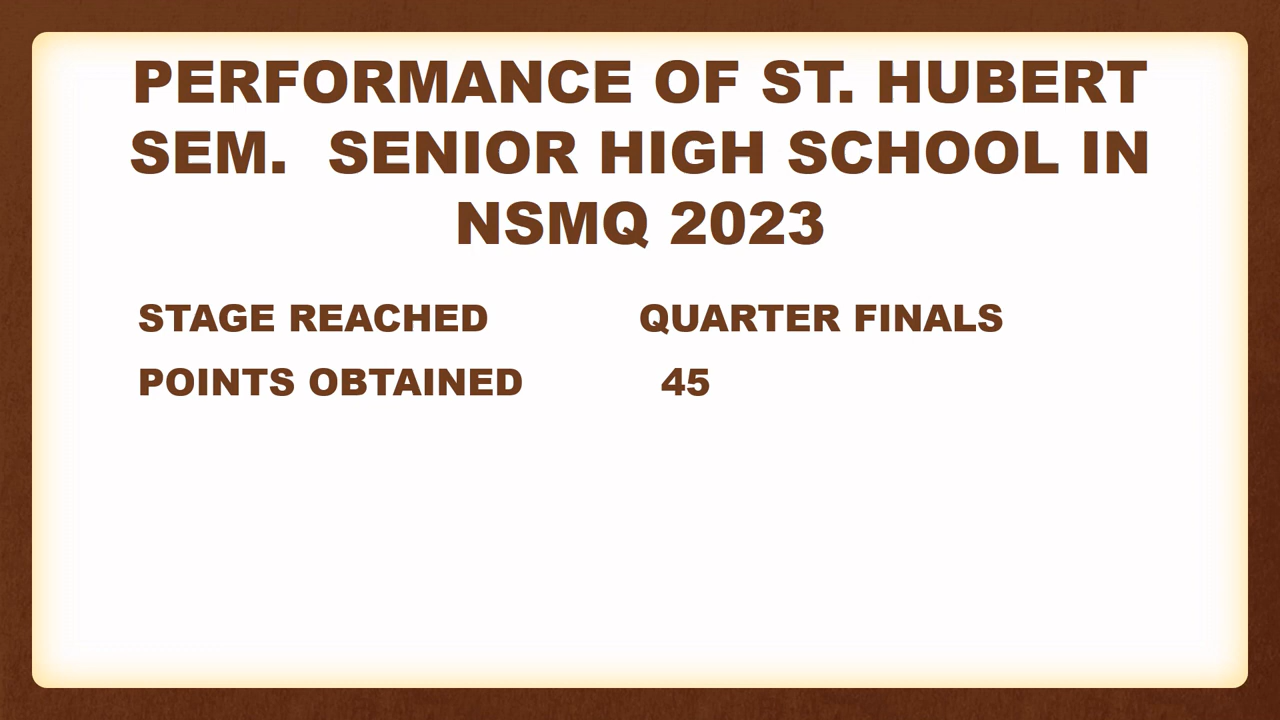 PERFORMANCE OF ST. HUBERT
SEM. SENIOR HIGH SCHOOL IN
NSMQ 2023
STAGE REACHED QUARTER FINALS
POINTS OBTAINED 45